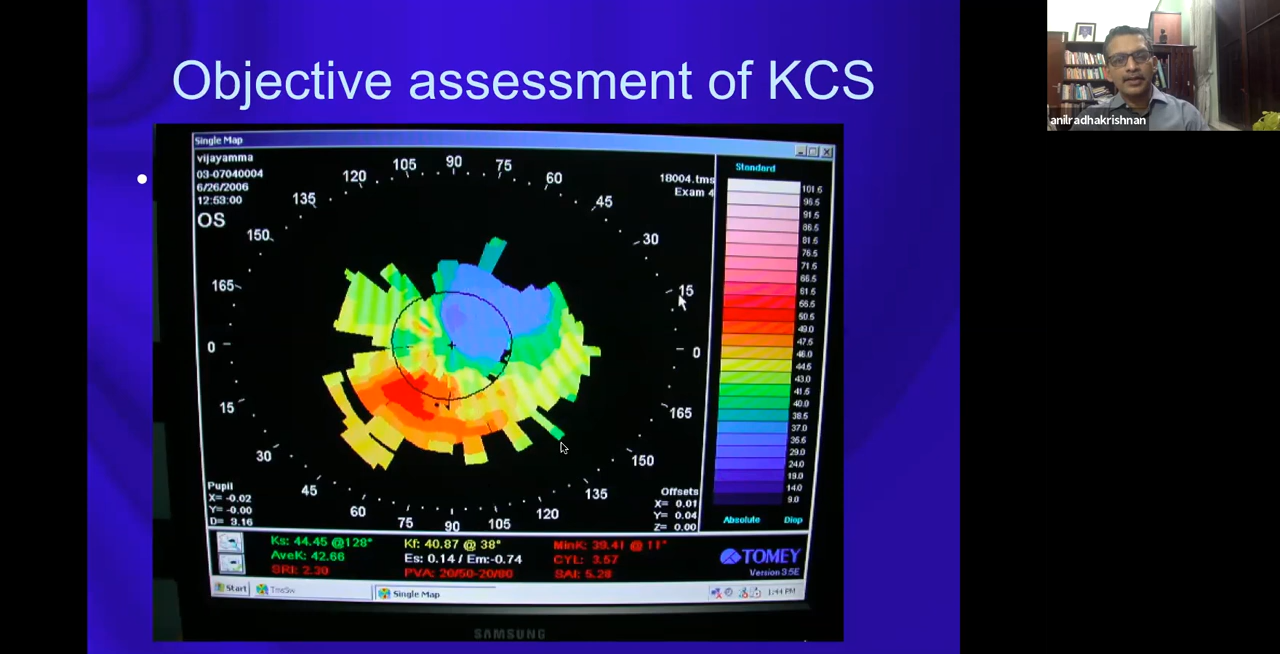 Objective assessment of KCS
anilradhakrishnan
Single Map
vijayamma
03-07040004
6/26/2006
12:53:00
OS
18004.tms
Exam 4
105 90 75
120 60
135 45
150 30
165 15
0 0
15 165
30 150
45 135
60 120
75 90 105
Standard
101.5
96.5
91.5
86.5
81.5
76.5
71.5
66.5
61.5
50.5
49.0
47.5
46.0
44.5
43.0
41.5
40.0
38.5
37.0
29.0
24.0
19.0
14.0
9.0
Absolute Diop
Pupil
X= -0.02
Y= -0.00
D= 3.16
Offsets
X= 0.01
Y= 0.04
Z= 0.00
Ks: 44.45 @128° Kf: 40.87 @ 38° MinK: 39.41 @ 11°
AveK: 42.66 Es: 0.14 / Em:-0.74 CYL: 3.57
SRI: 2.30 PVA: 20/50-20/60 SAI: 5.28
TOMEY
Version 3.5E
Start TmsSw Single Map 1:44 PM
SAMSUNG